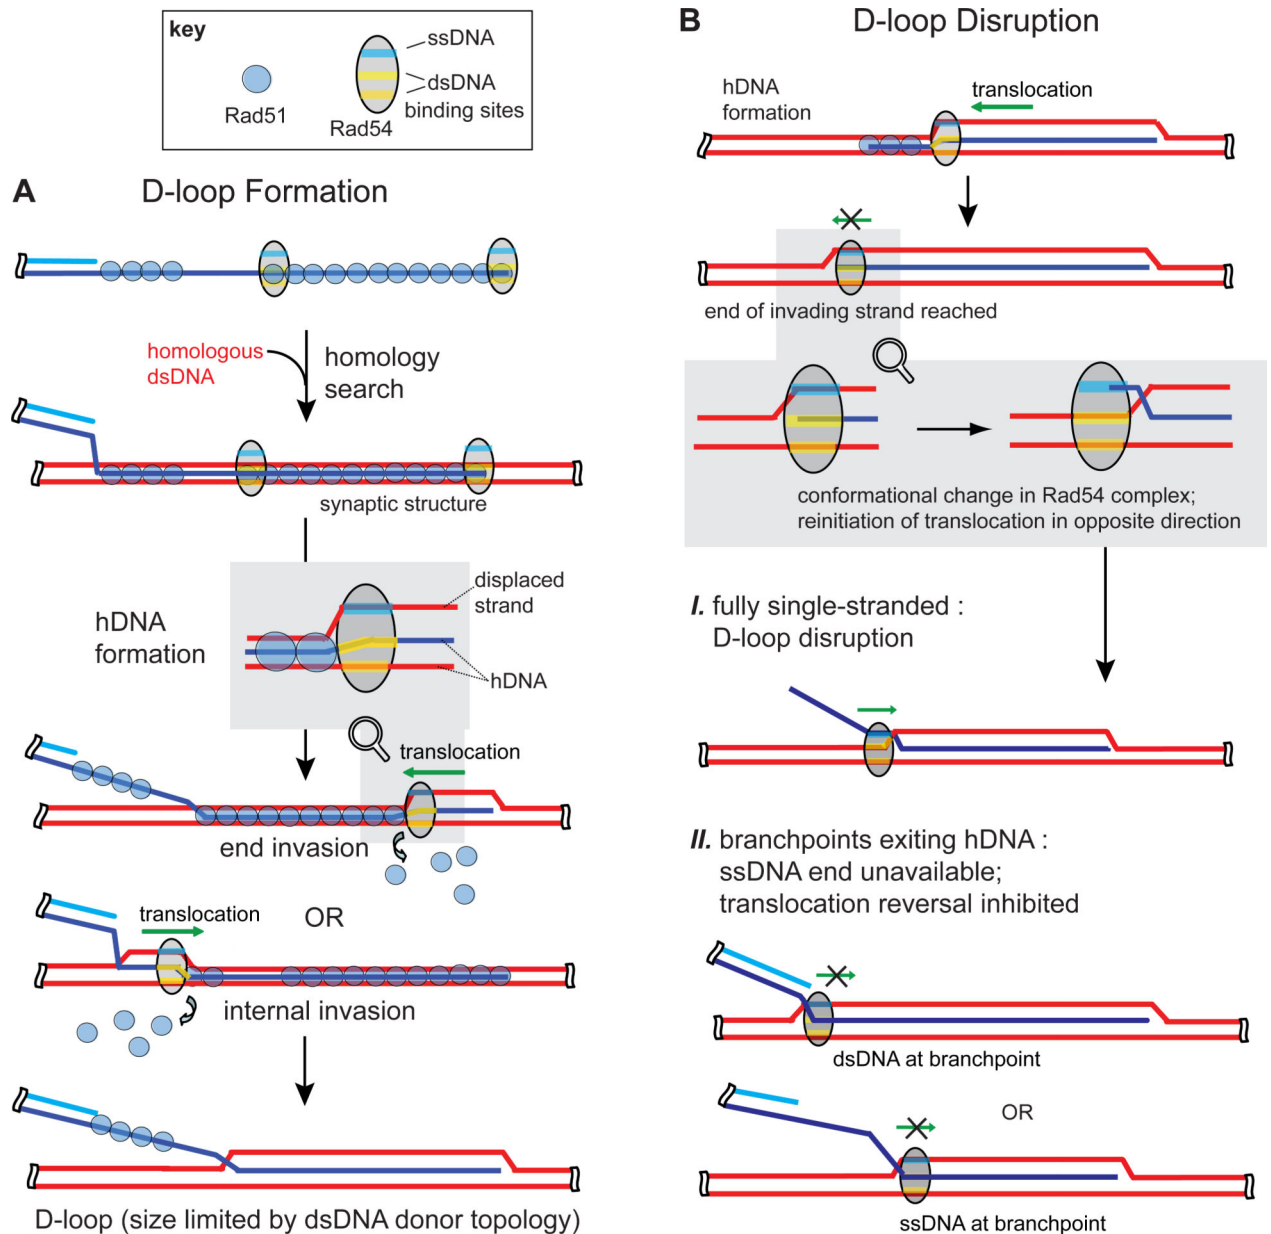 key
ssDNA
dsDNA
binding sites
Rad51
Rad54
A
D-loop Formation
homologous
dsDNA
homology
search
synaptic structure
hDNA
formation
displaced
strand
hDNA
translocation
end invasion
OR
translocation
internal invasion
D-loop (size limited by dsDNA donor topology)
B
D-loop Disruption
hDNA
formation
translocation
end of invading strand reached
conformational change in Rad54 complex;
reinitiation of translocation in opposite direction
I. fully single-stranded :
D-loop disruption
II. branchpoints exiting hDNA :
ssDNA end unavailable;
translocation reversal inhibited
dsDNA at branchpoint
OR
ssDNA at branchpoint